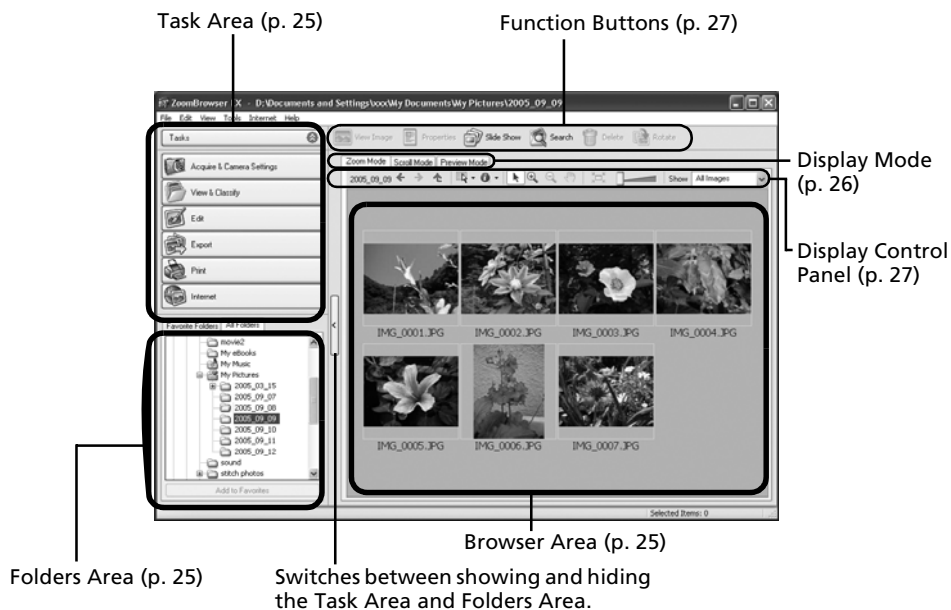 Task Area (p. 25)
Function Buttons (p. 27)
ZoomBrowser EX - D:\Documents and Settings\xxx\My Documents\My Pictures\2005_09_09
File Edit View Tools Internet Help
Tasks
View Image Properties Slide Show Search Delete Rotate
Zoom Mode Scroll Mode Preview Mode
Display Mode
(p. 26)
2005_09_09 Show All Images
Acquire & Camera Settings
View & Classify
Edit
Export
Print
Internet
Display Control
Panel (p. 27)
IMG_0001.JPG IMG_0002.JPG IMG_0003.JPG IMG_0004.JPG
Favorite Folders All Folders
movie2
My eBooks
My Music
My Pictures
2005_03_15
2005_09_07
2005_09_08
2005_09_09
2005_09_10
2005_09_11
2005_09_12
sound
stitch photos
Add to Favorites
IMG_0005.JPG IMG_0006.JPG IMG_0007.JPG
Selected Items: 0
Browser Area (p. 25)
Folders Area (p. 25)
Switches between showing and hiding
the Task Area and Folders Area.